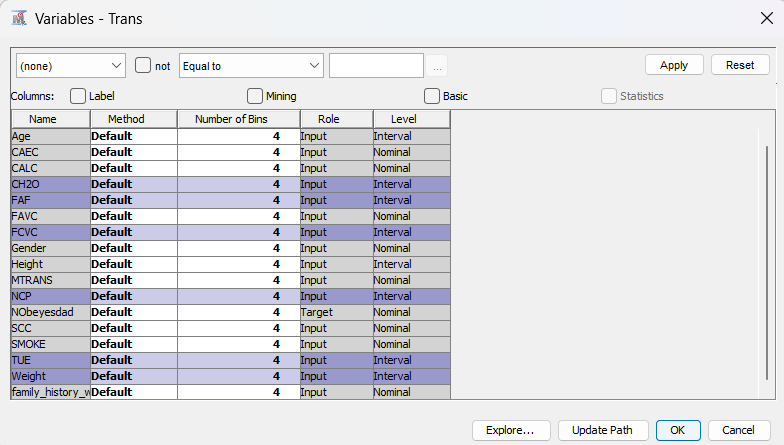 Variables - Trans
(none) not Equal to ... Apply Reset
Columns: Label Mining Basic Statistics
Name Method Number of Bins Role Level
Age Default 4 Input Interval
CAEC Default 4 Input Nominal
CALC Default 4 Input Nominal
CH2O Default 4 Input Interval
FAF Default 4 Input Interval
FAVC Default 4 Input Nominal
FCVC Default 4 Input Interval
Gender Default 4 Input Nominal
Height Default 4 Input Interval
MTRANS Default 4 Input Nominal
NCP Default 4 Input Interval
NObeyesdad Default 4 Target Nominal
SCC Default 4 Input Nominal
SMOKE Default 4 Input Nominal
TUE Default 4 Input Interval
Weight Default 4 Input Interval
family_history_w Default 4 Input Nominal
Explore... Update Path OK Cancel